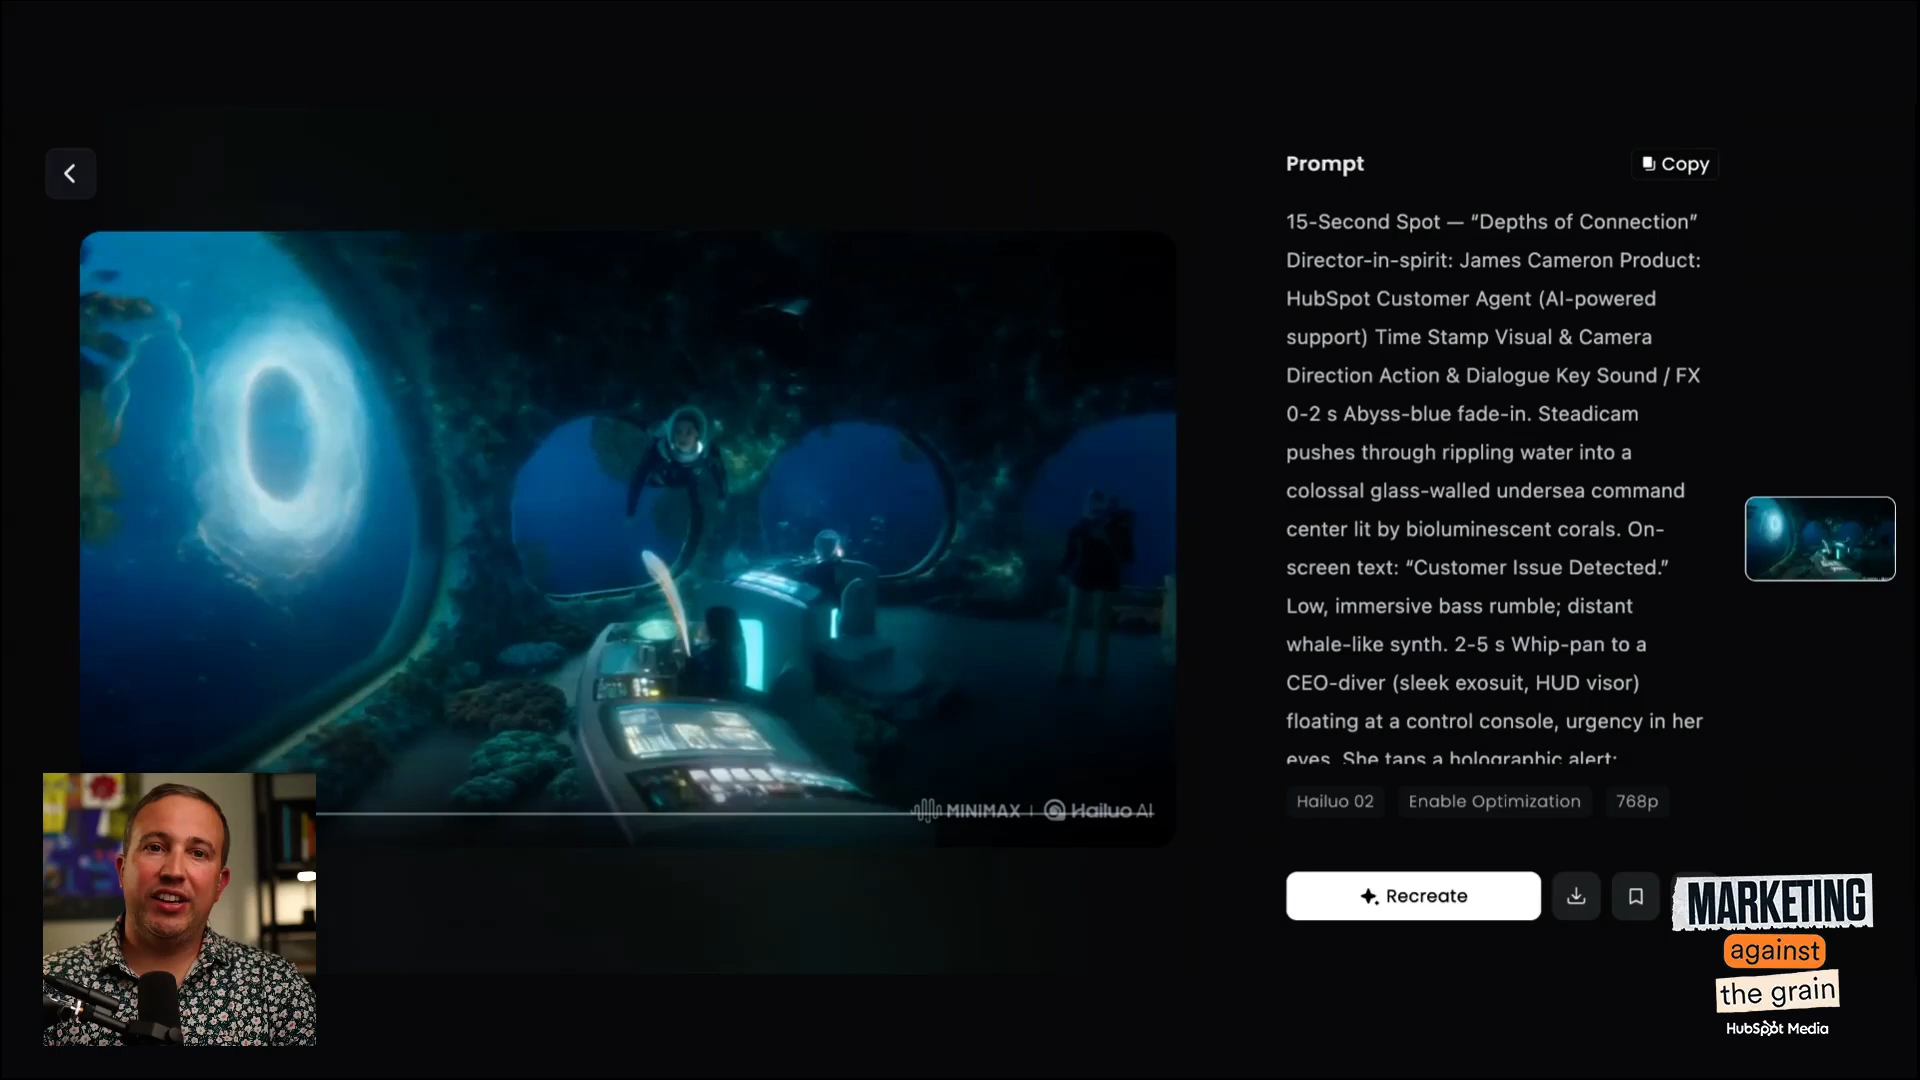 Prompt
Copy
15-Second Spot — “Depths of Connection”
Director-in-spirit: James Cameron Product:
HubSpot Customer Agent (AI-powered
support) Time Stamp Visual & Camera
Direction Action & Dialogue Key Sound / FX
0-2 s Abyss-blue fade-in. Steadicam
pushes through rippling water into a
colossal glass-walled undersea command
center lit by bioluminescent corals. On-
screen text: “Customer Issue Detected.”
Low, immersive bass rumble; distant
whale-like synth. 2-5 s Whip-pan to a
CEO-diver (sleek exosuit, HUD visor)
floating at a control console, urgency in her
eyes. She taps a holographic alert:
Hailuo 02
Enable Optimization
768p
MINIMAX
Hailuo AI
Recreate
MARKETING
against
the grain
HubSpot Media